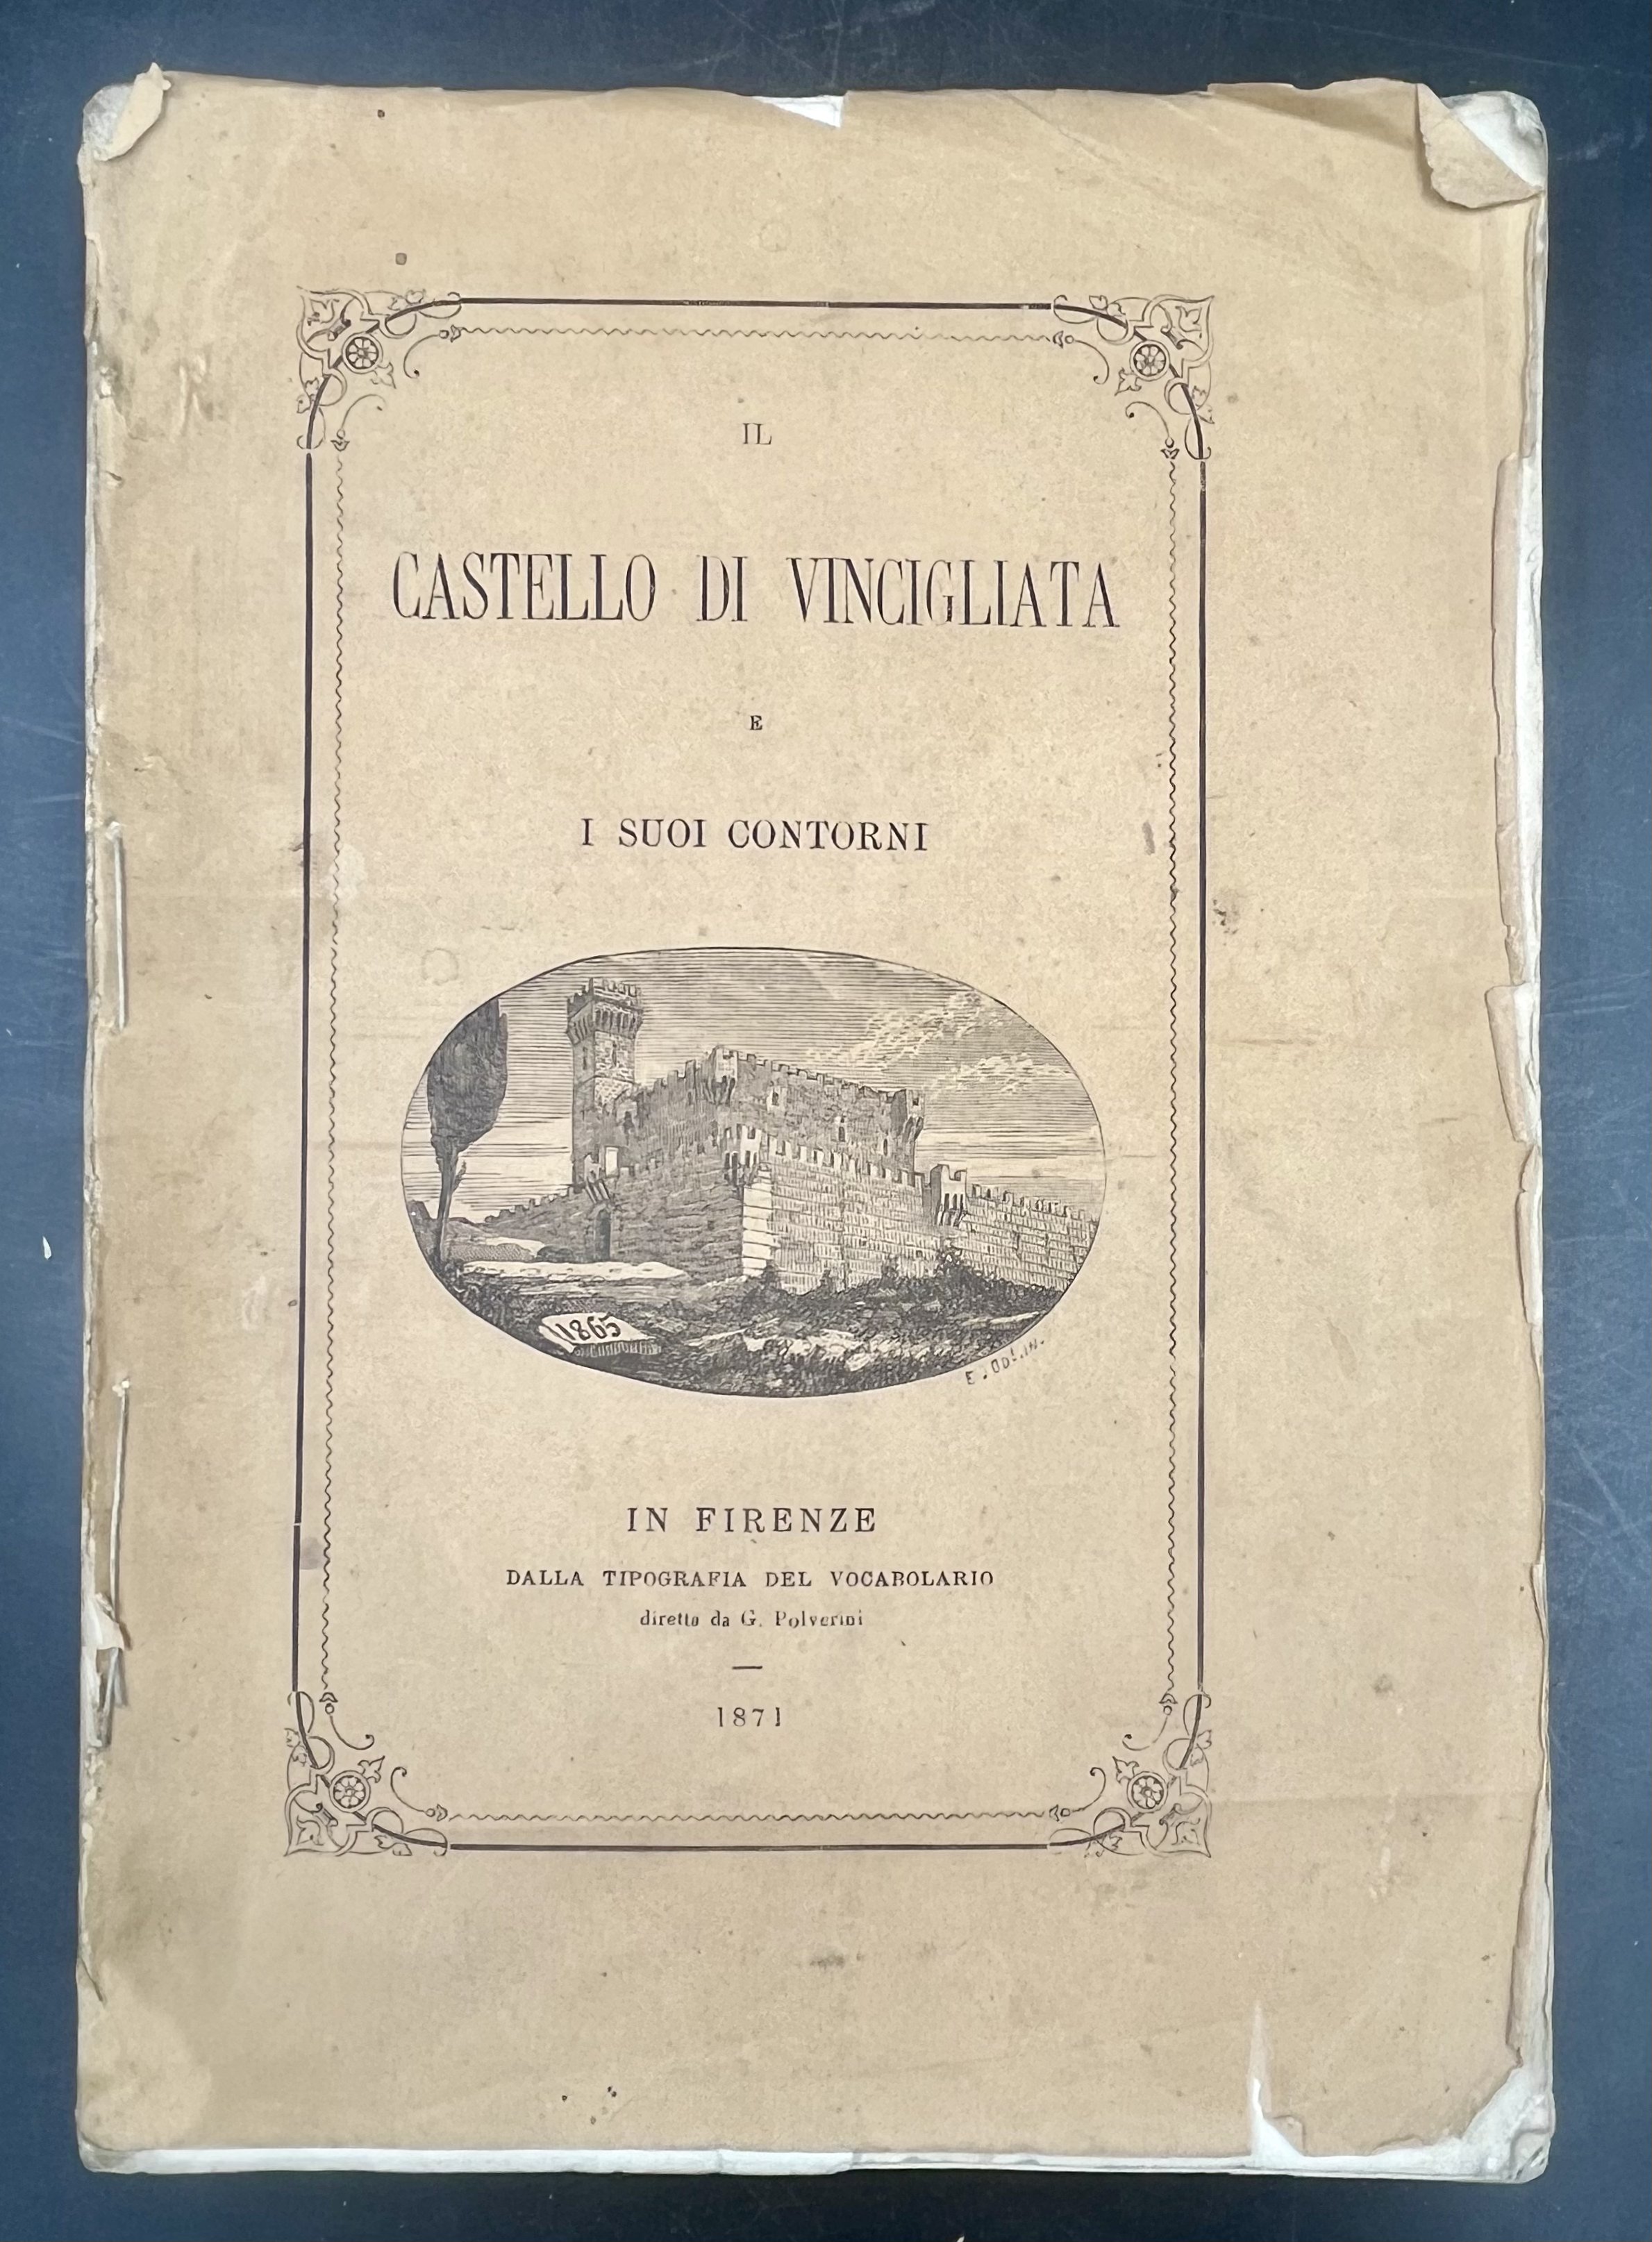 IL
CASTELLO DI VINCIGLIATA
E
I SUOI CONTORNI
1865
IN FIRENZE
DALLA TIPOGRAFIA DEL VOCABOLARIO
diretta da G. Polverini
1871